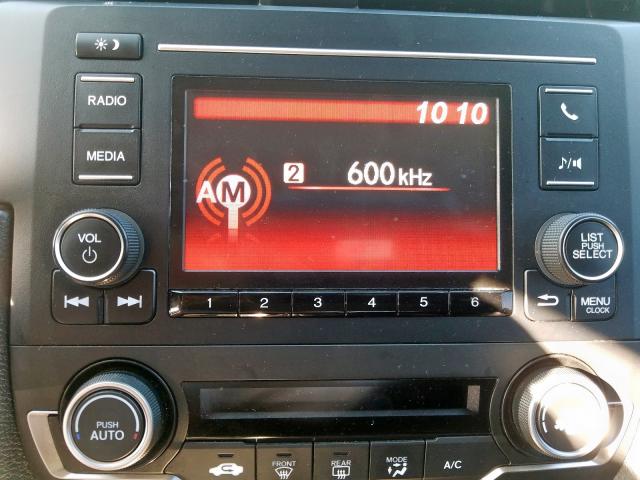 RADIO
MEDIA
VOL
10 10
AM
2
600 kHz
LIST
PUSH
SELECT
MENU
CLOCK
1 2 3 4 5 6
PUSH
AUTO
FRONT
REAR
MODE
A/C